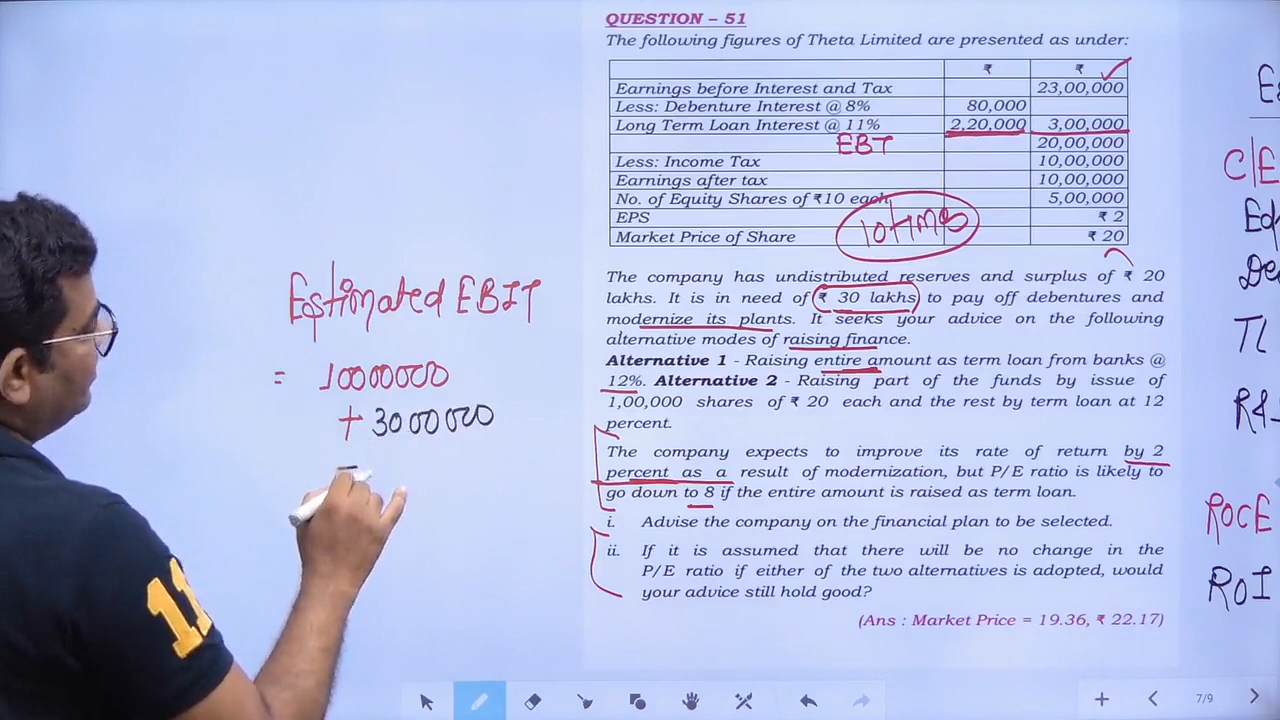 QUESTION – 51
The following figures of Theta Limited are presented as under:
₹ ₹
Earnings before Interest and Tax 23,00,000
Less: Debenture Interest @ 8% 80,000
Long Term Loan Interest @ 11% 2,20,000 3,00,000
EBT 20,00,000
Less: Income Tax 10,00,000
Earnings after tax 10,00,000
No. of Equity Shares of ₹10 each 5,00,000
EPS ₹ 2
Market Price of Share ₹ 20
10 times
The company has undistributed reserves and surplus of ₹ 20
lakhs. It is in need of ₹ 30 lakhs to pay off debentures and
modernize its plants. It seeks your advice on the following
alternative modes of raising finance.
Alternative 1 - Raising entire amount as term loan from banks @
12%. Alternative 2 - Raising part of the funds by issue of
1,00,000 shares of ₹ 20 each and the rest by term loan at 12
percent.
The company expects to improve its rate of return by 2
percent as a result of modernization, but P/E ratio is likely to
go down to 8 if the entire amount is raised as term loan.
i. Advise the company on the financial plan to be selected.
ii. If it is assumed that there will be no change in the
P/E ratio if either of the two alternatives is adopted, would
your advice still hold good?
(Ans : Market Price = 19.36, ₹ 22.17)
Estimated EBIT
= 10000000
+ 3000000
C/E
TL
ROCE
ROI
11
7/9